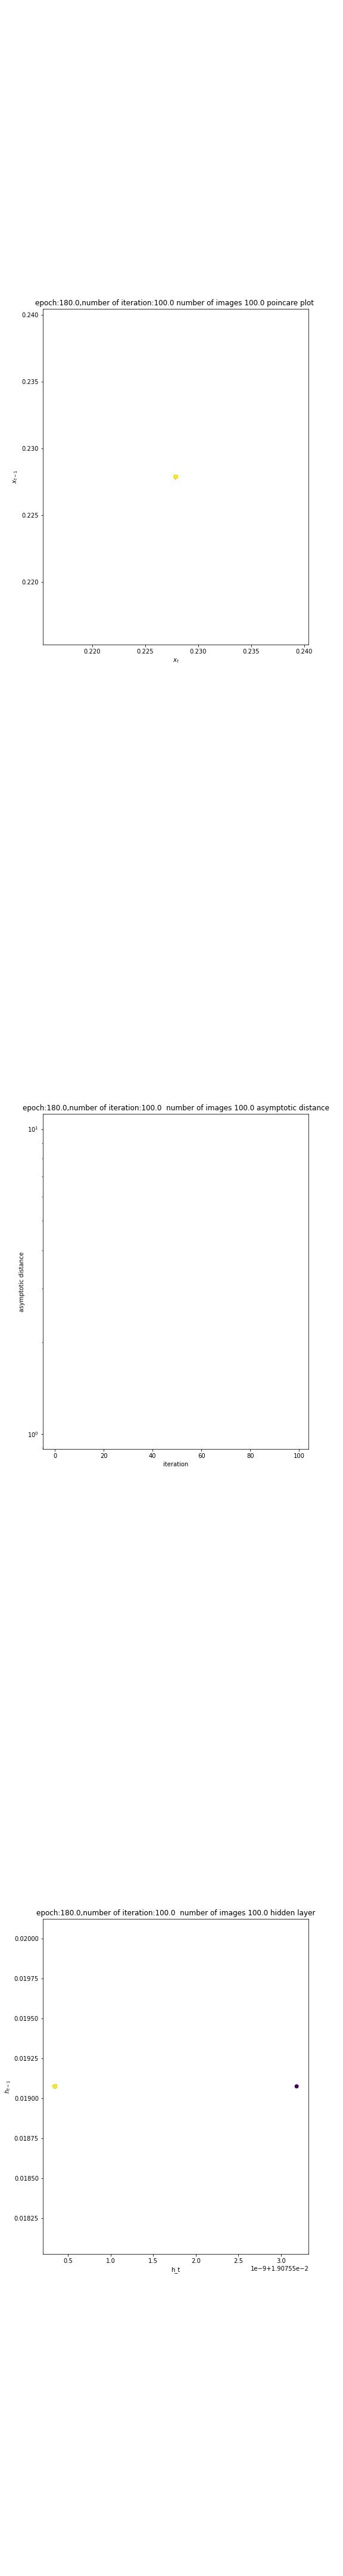 epoch:180.0,number of iteration:100.0 number of images 100.0 poincare plot
0.240
0.235
0.230
0.225
0.220
x_{t-1}
0.220 0.225 0.230 0.235 0.240
x_t
epoch:180.0,number of iteration:100.0  number of images 100.0 asymptotic distance
10^1
10^0
asymptotic distance
0 20 40 60 80 100
iteration
epoch:180.0,number of iteration:100.0  number of images 100.0 hidden layer
0.02000
0.01975
0.01950
0.01925
0.01900
0.01875
0.01850
0.01825
h_{t-1}
0.5 1.0 1.5 2.0 2.5 3.0
1e−9+1.90755e−2
h_t